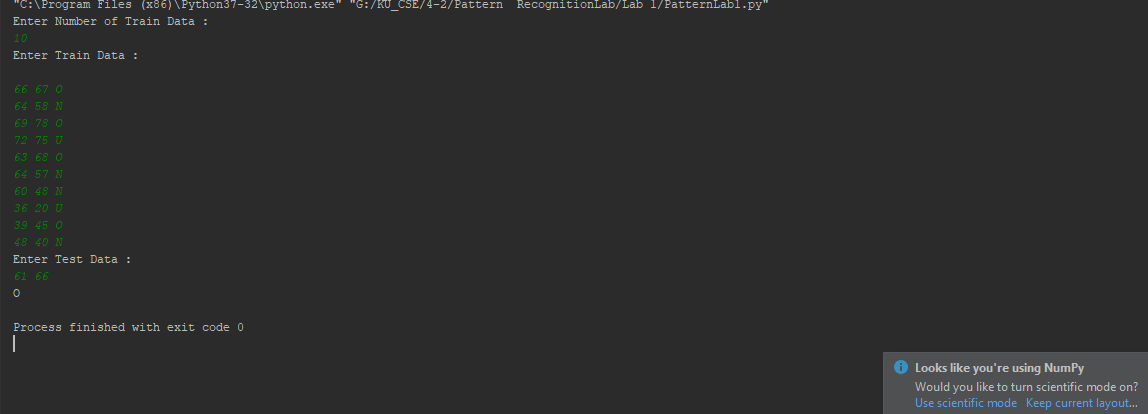 "C:\Program Files (x86)\Python37-32\python.exe" "G:/KU_CSE/4-2/Pattern  RecognitionLab/Lab 1/PatternLab1.py"
Enter Number of Train Data :
10
Enter Train Data :
66 67 O
64 58 N
69 78 O
72 75 U
63 68 O
64 57 N
60 48 N
36 20 U
39 45 O
48 40 N
Enter Test Data :
61 66
O
Process finished with exit code 0
Looks like you're using NumPy
Would you like to turn scientific mode on?
Use scientific mode Keep current layout...